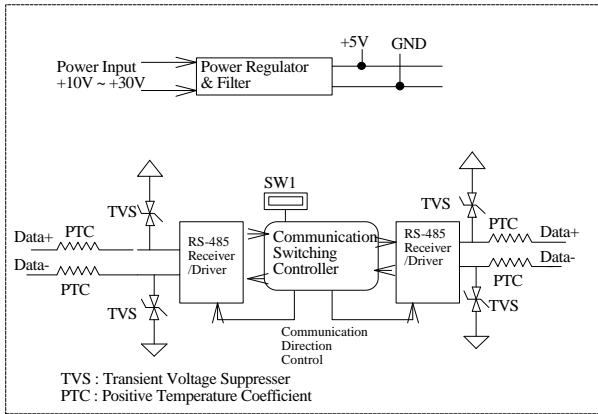 +5V
GND
Power Input
+10V ~ +30V
Power Regulator
& Filter
SW1
TVS
TVS
Data+
PTC
RS-485
Receiver
/Driver
Communication
Switching
Controller
RS-485
Receiver
/Driver
PTC
Data+
Data-
PTC
Data-
PTC
TVS
TVS
Communication
Direction
Control
TVS : Transient Voltage Suppresser
PTC : Positive Temperature Coefficient